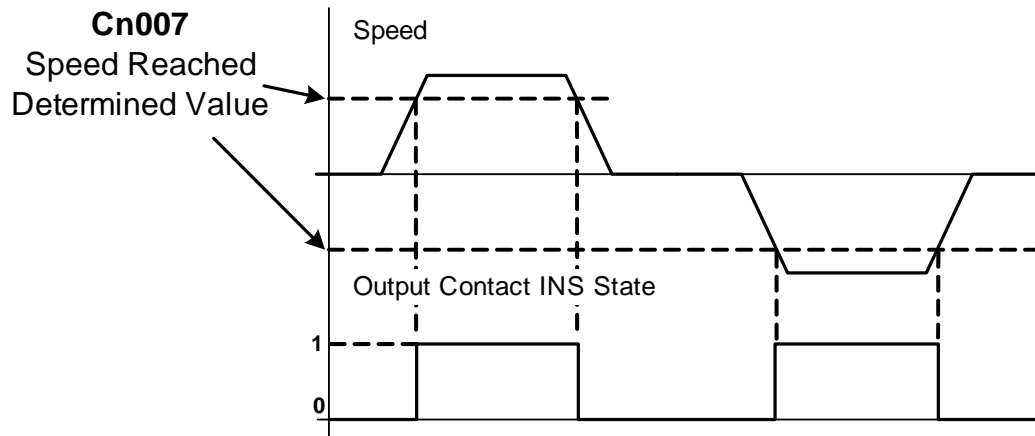 Cn007
Speed Reached
Determined Value
Speed
Output Contact INS State
1
0